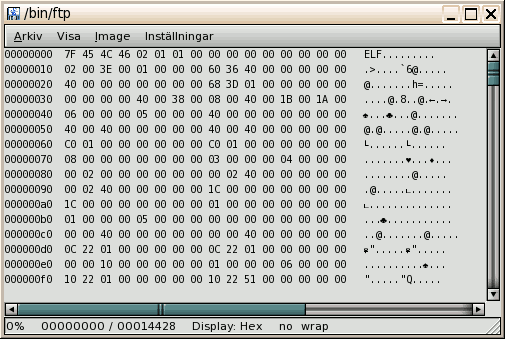 /bin/ftp
Arkiv Visa Image Inställningar
00000000 7F 45 4C 46 02 01 01 00 00 00 00 00 00 00 00 00 ELF.........
00000010 02 00 3E 00 01 00 00 00 60 36 40 00 00 00 00 00 .>....`6@.....
00000020 40 00 00 00 00 00 00 00 68 3D 01 00 00 00 00 00 @.......h=.....
00000030 00 00 00 00 40 00 38 00 08 00 40 00 1B 00 1A 00 ....@.8..@.←.→.
00000040 06 00 00 00 05 00 00 00 40 00 00 00 00 00 00 00 ♠...♣...@.......
00000050 40 00 40 00 00 00 00 00 40 00 40 00 00 00 00 00 @.@.....@.@.....
00000060 C0 01 00 00 00 00 00 00 C0 01 00 00 00 00 00 00 └.......└.......
00000070 08 00 00 00 00 00 00 00 03 00 00 00 04 00 00 00 .......♥...♦...
00000080 00 02 00 00 00 00 00 00 00 02 40 00 00 00 00 00 ........@.....
00000090 00 02 40 00 00 00 00 00 1C 00 00 00 00 00 00 00 .@.....∟.......
000000a0 1C 00 00 00 00 00 00 00 01 00 00 00 00 00 00 00 ∟..............
000000b0 01 00 00 00 05 00 00 00 00 00 00 00 00 00 00 00 ...♣...........
000000c0 00 00 40 00 00 00 00 00 00 00 40 00 00 00 00 00 ..@.......@.....
000000d0 0C 22 01 00 00 00 00 00 0C 22 01 00 00 00 00 00 ♀".....♀".....
000000e0 00 00 10 00 00 00 00 00 01 00 00 00 06 00 00 00 ..........♠...
000000f0 10 22 01 00 00 00 00 00 10 22 51 00 00 00 00 00 ".....​"Q.....
0% 00000000 / 00014428 Display: Hex no wrap